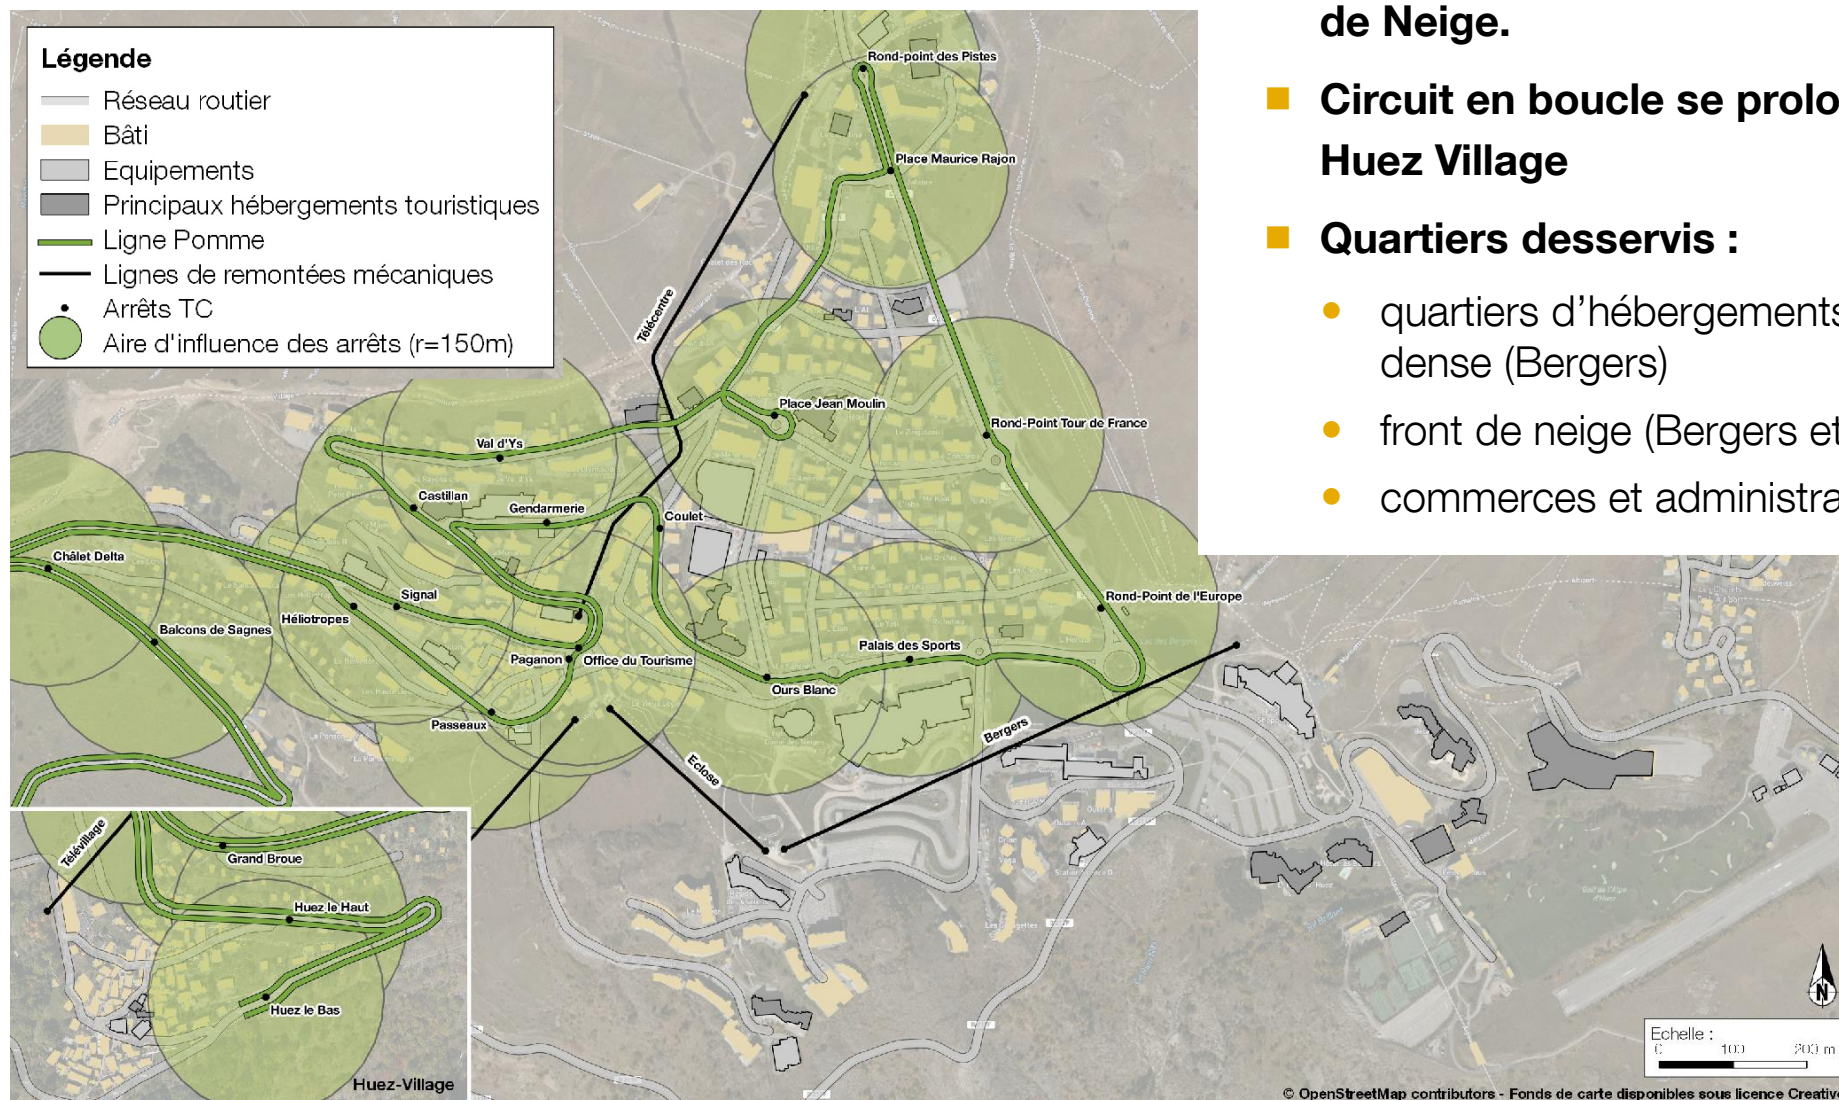 Légende
Réseau routier
Bâti
Equipements
Principaux hébergements touristiques
Ligne Pomme
Lignes de remontées mécaniques
Arrêts TC
Aire d'influence des arrêts (r=150m)
de Neige.
Circuit en boucle se prolo
Huez Village
Quartiers desservis :
quartiers d'hébergements
dense (Bergers)
front de neige (Bergers et
commerces et administra
Rond-point des Pistes
Place Maurice Rajon
Télécentre
Place Jean Moulin
Rond-Point Tour de France
Val d'Ys
Castillan
Gendarmerie
Coulet
Châlet Delta
Signal
Héliotropes
Balcons de Sagnes
Rond-Point de l'Europe
Paganon
Office du Tourisme
Palais des Sports
Ours Blanc
Passeaux
Bergers
Eclose
Télévillage
Grand Broue
Huez le Haut
Huez le Bas
Huez-Village
N
Echelle :
0 100 200 m
© OpenStreetMap contributors - Fonds de carte disponibles sous licence Creative